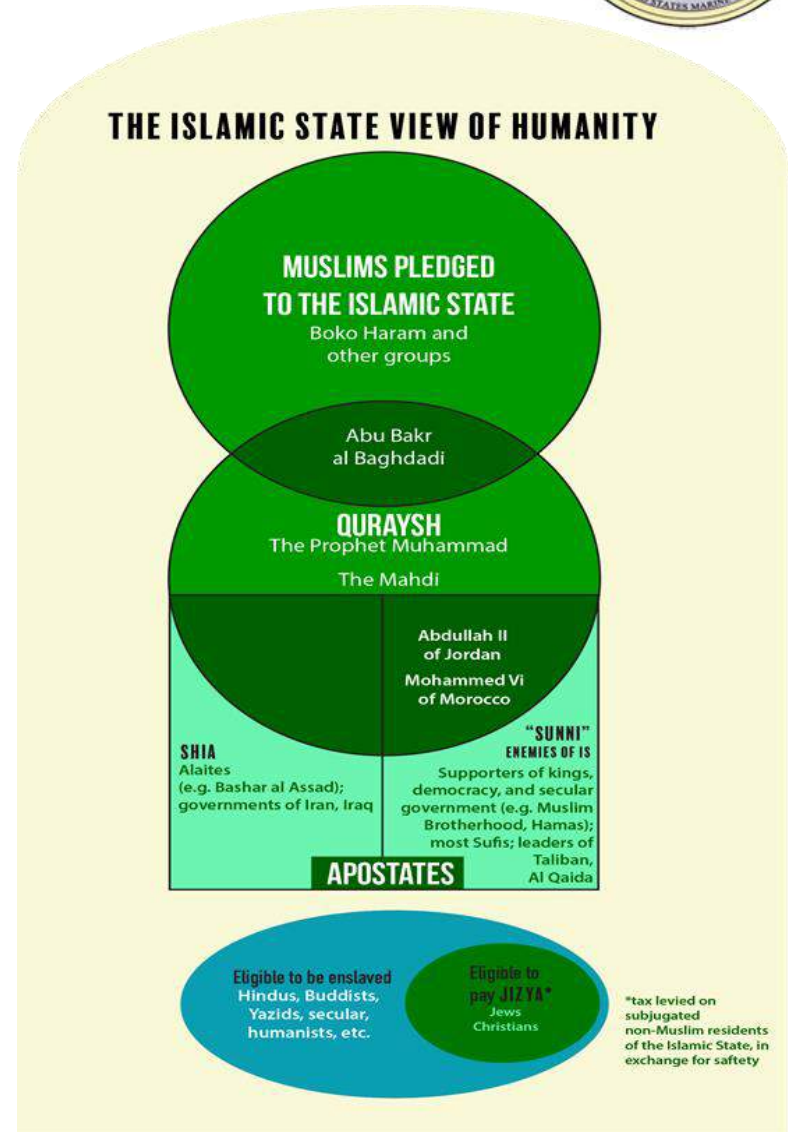 STATES MARIN
THE ISLAMIC STATE VIEW OF HUMANITY
MUSLIMS PLEDGED
TO THE ISLAMIC STATE
Boko Haram and
other groups
Abu Bakr
al Baghdadi
QURAYSH
The Prophet Muhammad
The Mahdi
Abdullah II
of Jordan
Mohammed Vi
of Morocco
SHIA
Alaites
(e.g. Bashar al Assad);
governments of Iran, Iraq
"SUNNI"
ENEMIES OF IS
Supporters of kings,
democracy, and secular
government (e.g. Muslim
Brotherhood, Hamas);
most Sufis; leaders of
Taliban,
Al Qaida
APOSTATES
Eligible to be enslaved
Hindus, Buddists,
Yazids, secular,
humanists, etc.
Eligible to
pay JIZYA*
Jews
Christians
*tax levied on
subjugated
non-Muslim residents
of the Islamic State, in
exchange for saftety